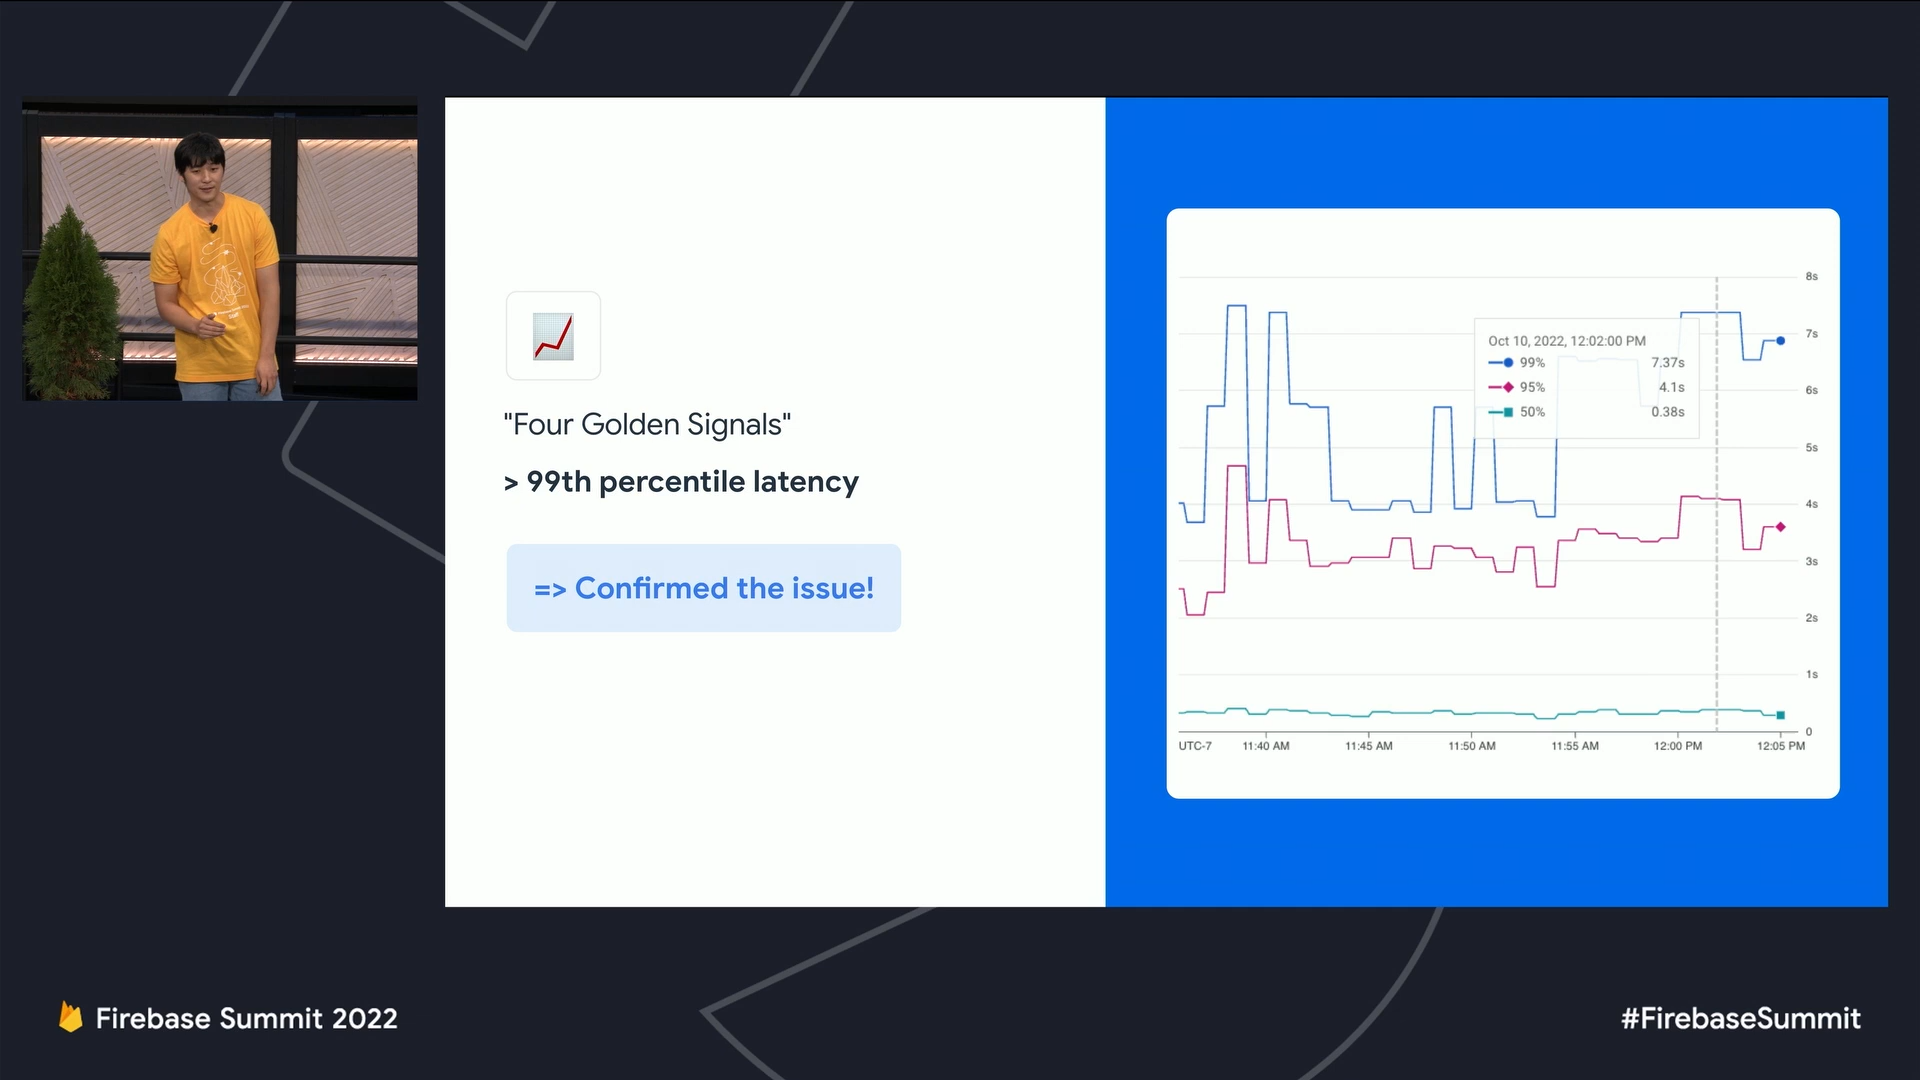 "Four Golden Signals"
> 99th percentile latency
=> Confirmed the issue!
8s
7s
6s
5s
4s
3s
2s
1s
0
Oct 10, 2022, 12:02:00 PM
99% 7.37s
95% 4.1s
50% 0.38s
UTC-7 11:40 AM 11:45 AM 11:50 AM 11:55 AM 12:00 PM 12:05 PM
Firebase Summit 2022
#FirebaseSummit